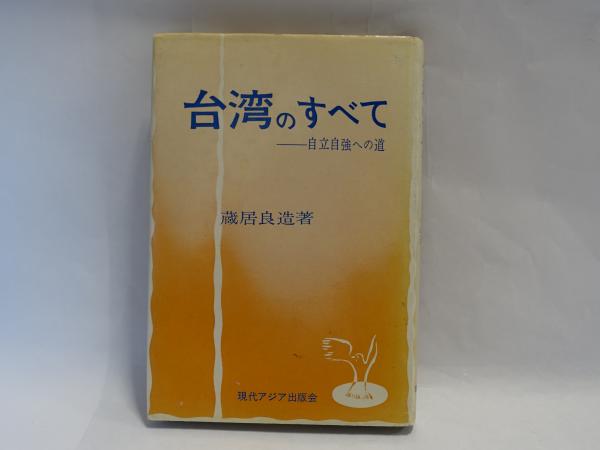 台湾のすべて
——自立自強への道
蔵居良造著
現代アジア出版会